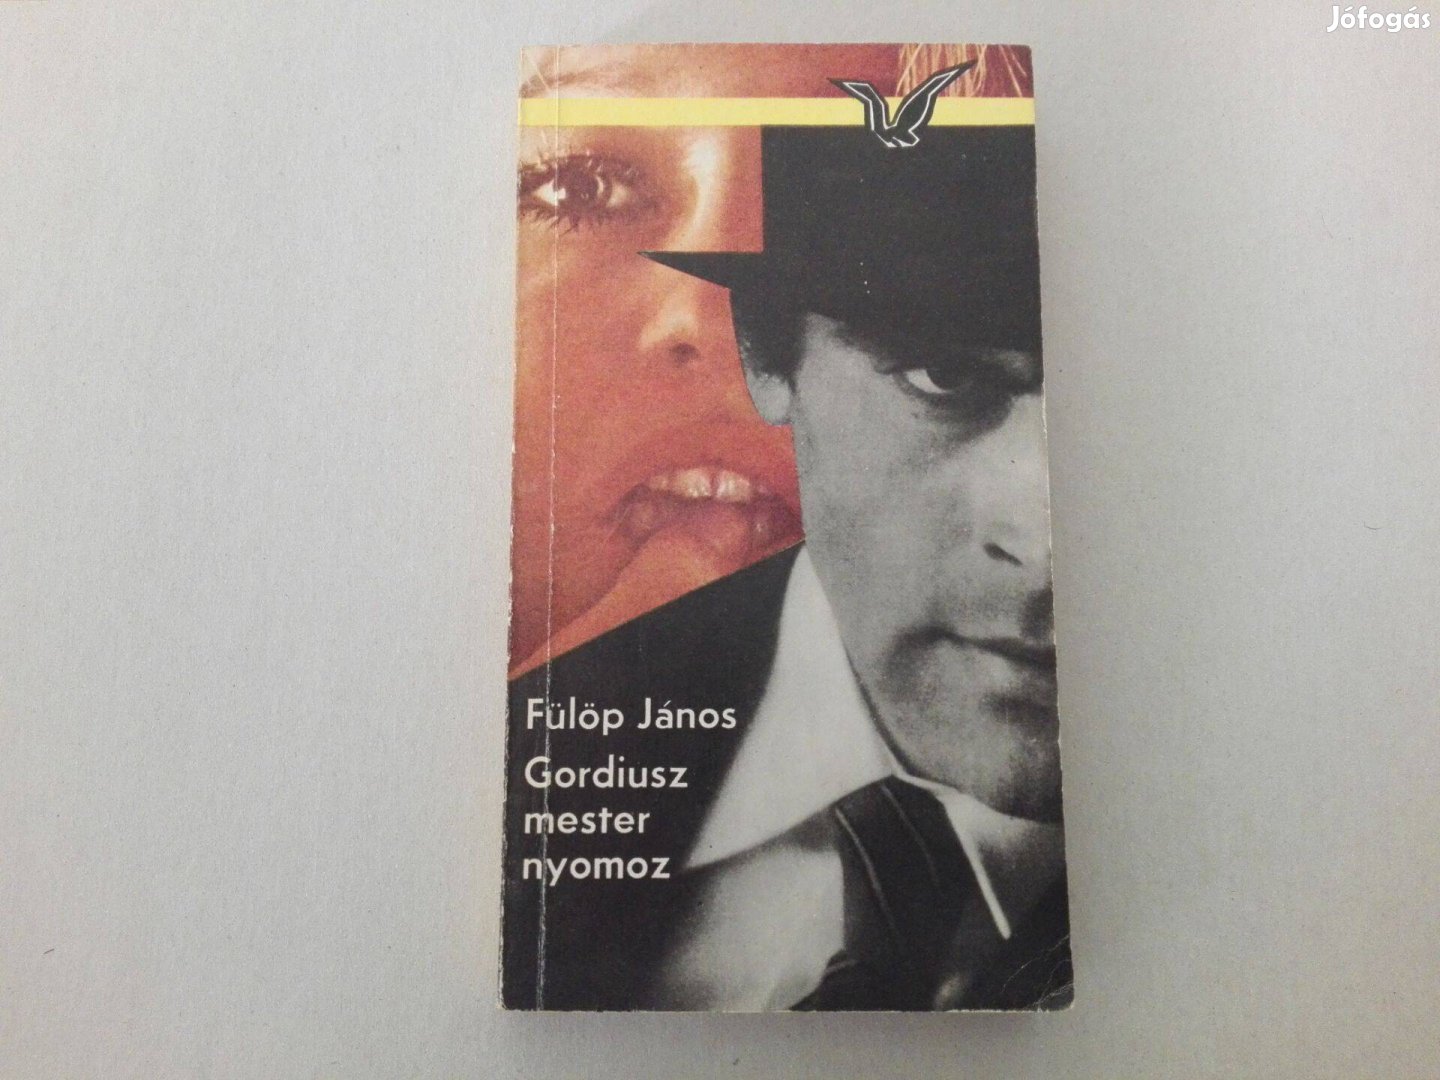 Jófogás
Fülöp János
Gordiusz
mester
nyomoz